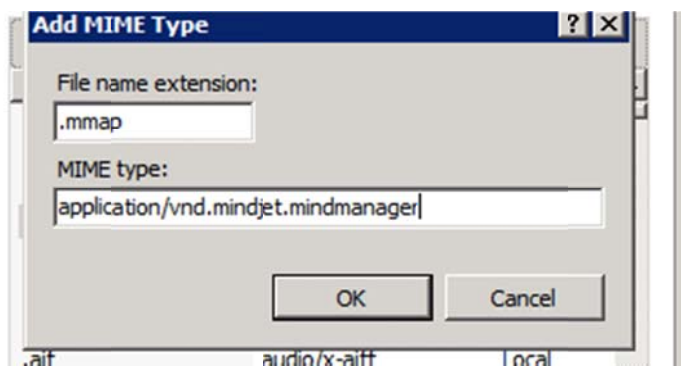 Add MIME Type
File name extension:
.mmap
MIME type:
application/vnd.mindjet.mindmanager
OK Cancel
.aif audio/x-aiff Local